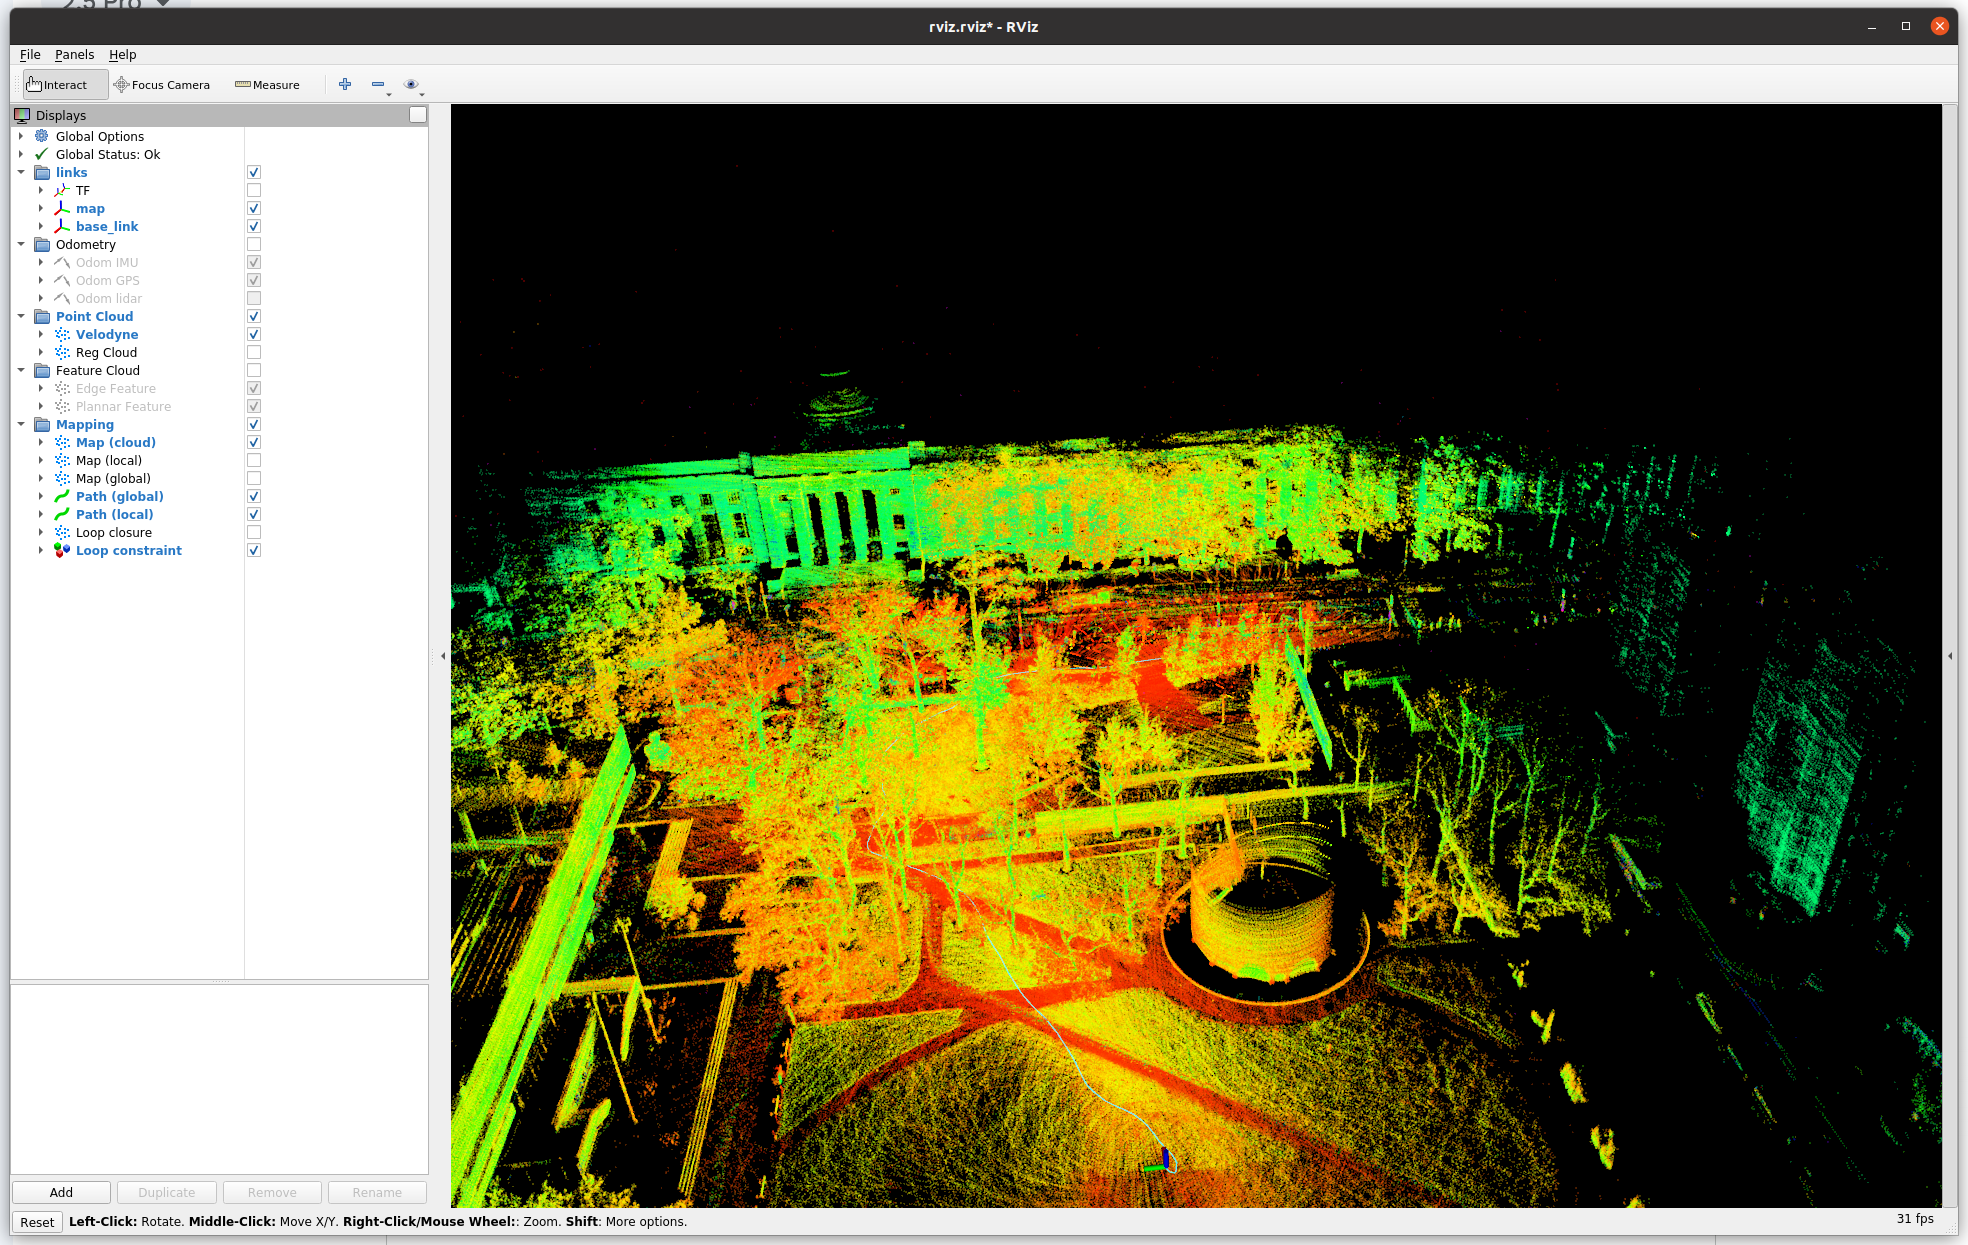 2.5 Pro
rviz.rviz* - RViz
File Panels Help
Interact Focus Camera Measure
Displays
Global Options
Global Status: Ok
links
TF
map
base_link
Odometry
Odom IMU
Odom GPS
Odom lidar
Point Cloud
Velodyne
Reg Cloud
Feature Cloud
Edge Feature
Plannar Feature
Mapping
Map (cloud)
Map (local)
Map (global)
Path (global)
Path (local)
Loop closure
Loop constraint
Add Duplicate Remove Rename
Reset Left-Click: Rotate. Middle-Click: Move X/Y. Right-Click/Mouse Wheel:: Zoom. Shift: More options. 31 fps